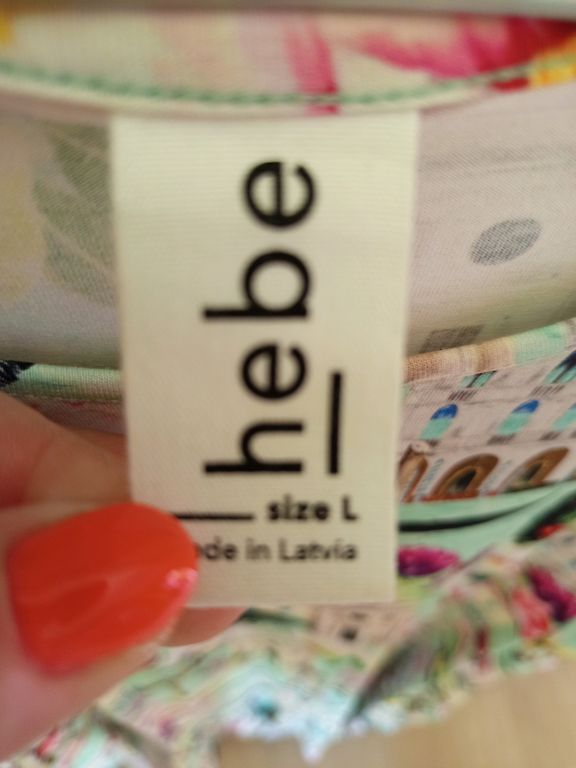 hebe
size L
in Latvia